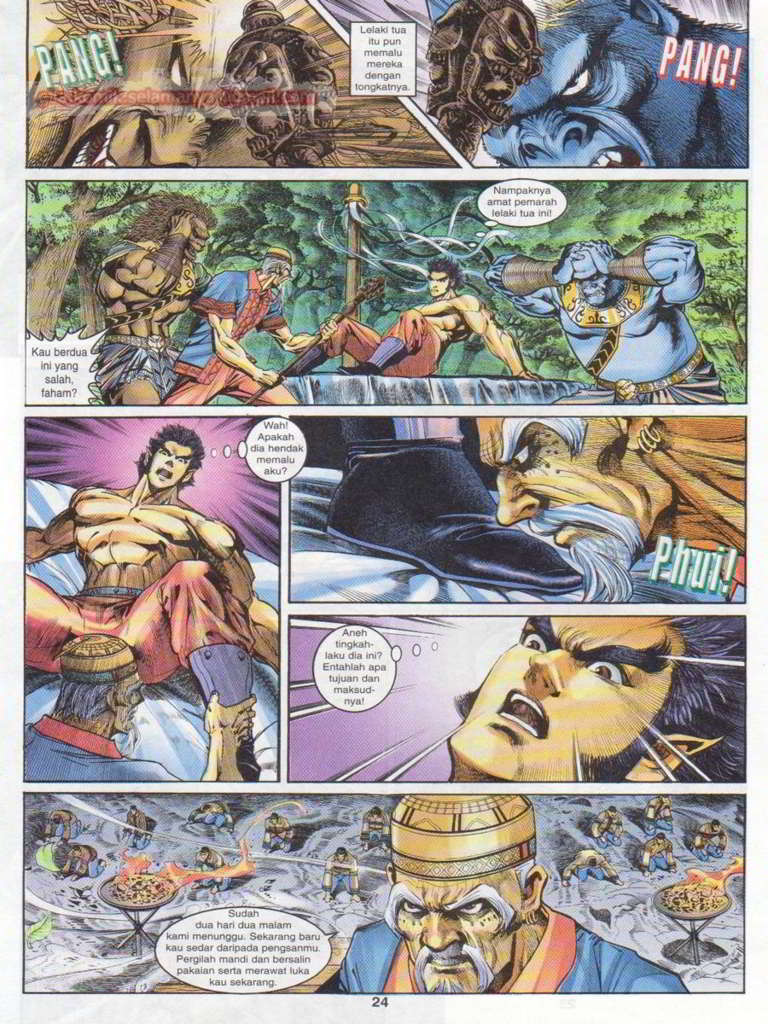 PANG!
Lelaki tua
itu pun
memalu
mereka
dengan
tongkatnya.
PANG!
Nampaknya
amat pemarah
lelaki tua ini!
Kau berdua
ini yang
salah,
faham?
Wah!
Apakah
dia hendak
memalu
aku?
Phui!
Aneh
tingkah-
laku dia ini?
Entahlah apa
tujuan dan
maksud-
nya!
Sudah
dua hari dua malam
kami menunggu. Sekarang baru
kau sedar daripada pengsanmu.
Pergilah mandi dan bersalin
pakaian serta merawat luka
kau sekarang.
24